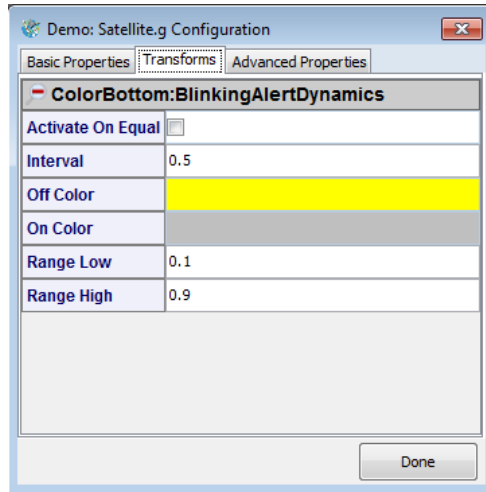 Demo: Satellite.g Configuration
Basic Properties Transforms Advanced Properties
ColorBottom:BlinkingAlertDynamics
Activate On Equal
Interval 0.5
Off Color
On Color
Range Low 0.1
Range High 0.9
Done